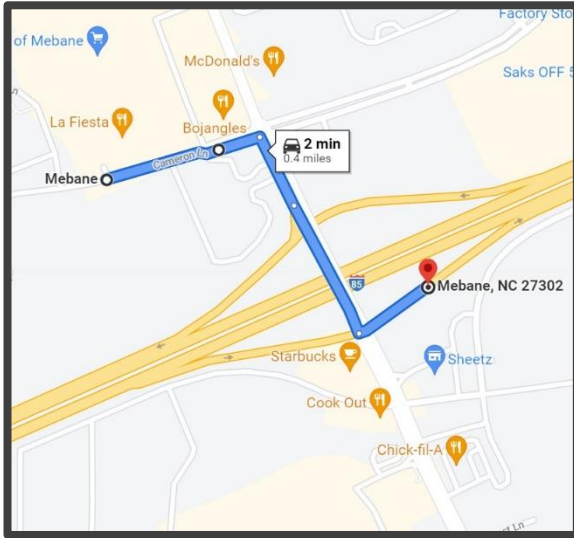 Factory Sto
of Mebane
McDonald's
Saks OFF 5
La Fiesta
Bojangles
2 min
0.4 miles
Cameron Ln
Mebane
85
Mebane, NC 27302
Starbucks
Sheetz
Cook Out
Chick-fil-A
Ln